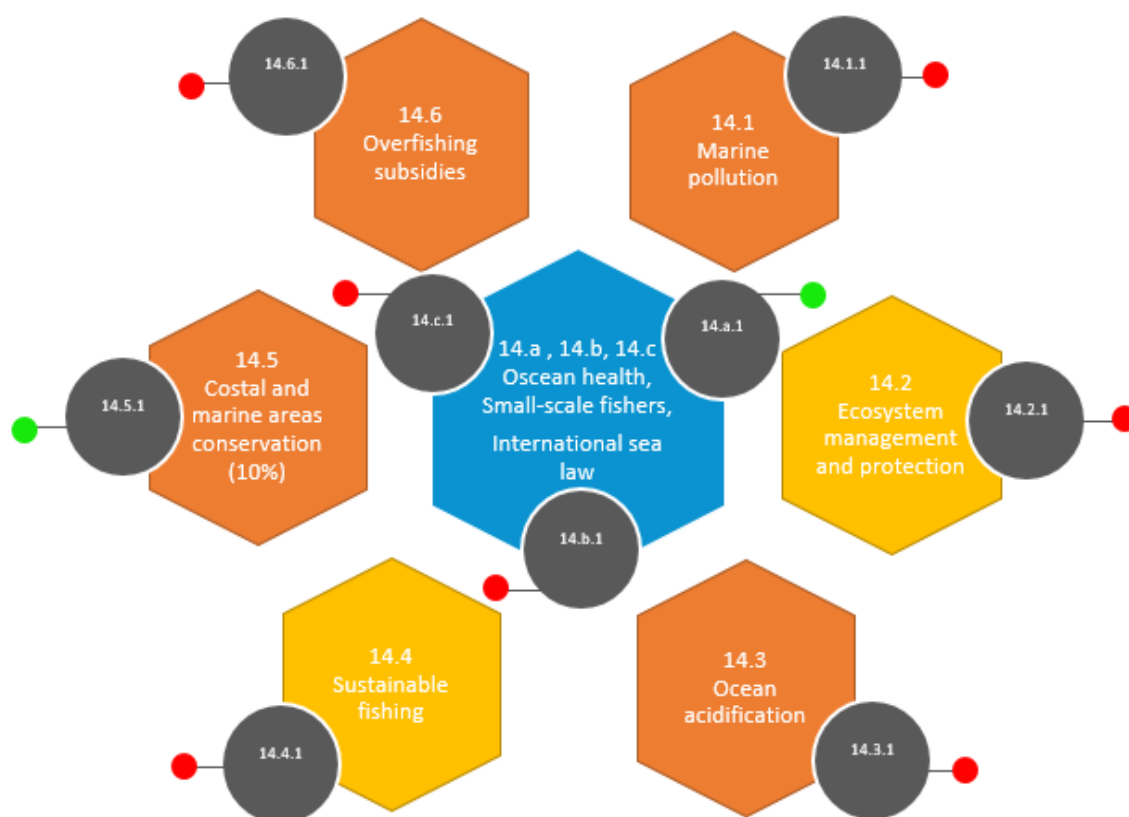 14.6.1
14.6
Overfishing
subsidies
14.1.1
14.1
Marine
pollution
14.c.1
14.a.1
14.a , 14.b, 14.c
Oscean health,
Small-scale fishers,
International sea
law
14.b.1
14.5.1
14.5
Costal and
marine areas
conservation
(10%)
14.2.1
14.2
Ecosystem
management
and protection
14.4
Sustainable
fishing
14.4.1
14.3
Ocean
acidification
14.3.1